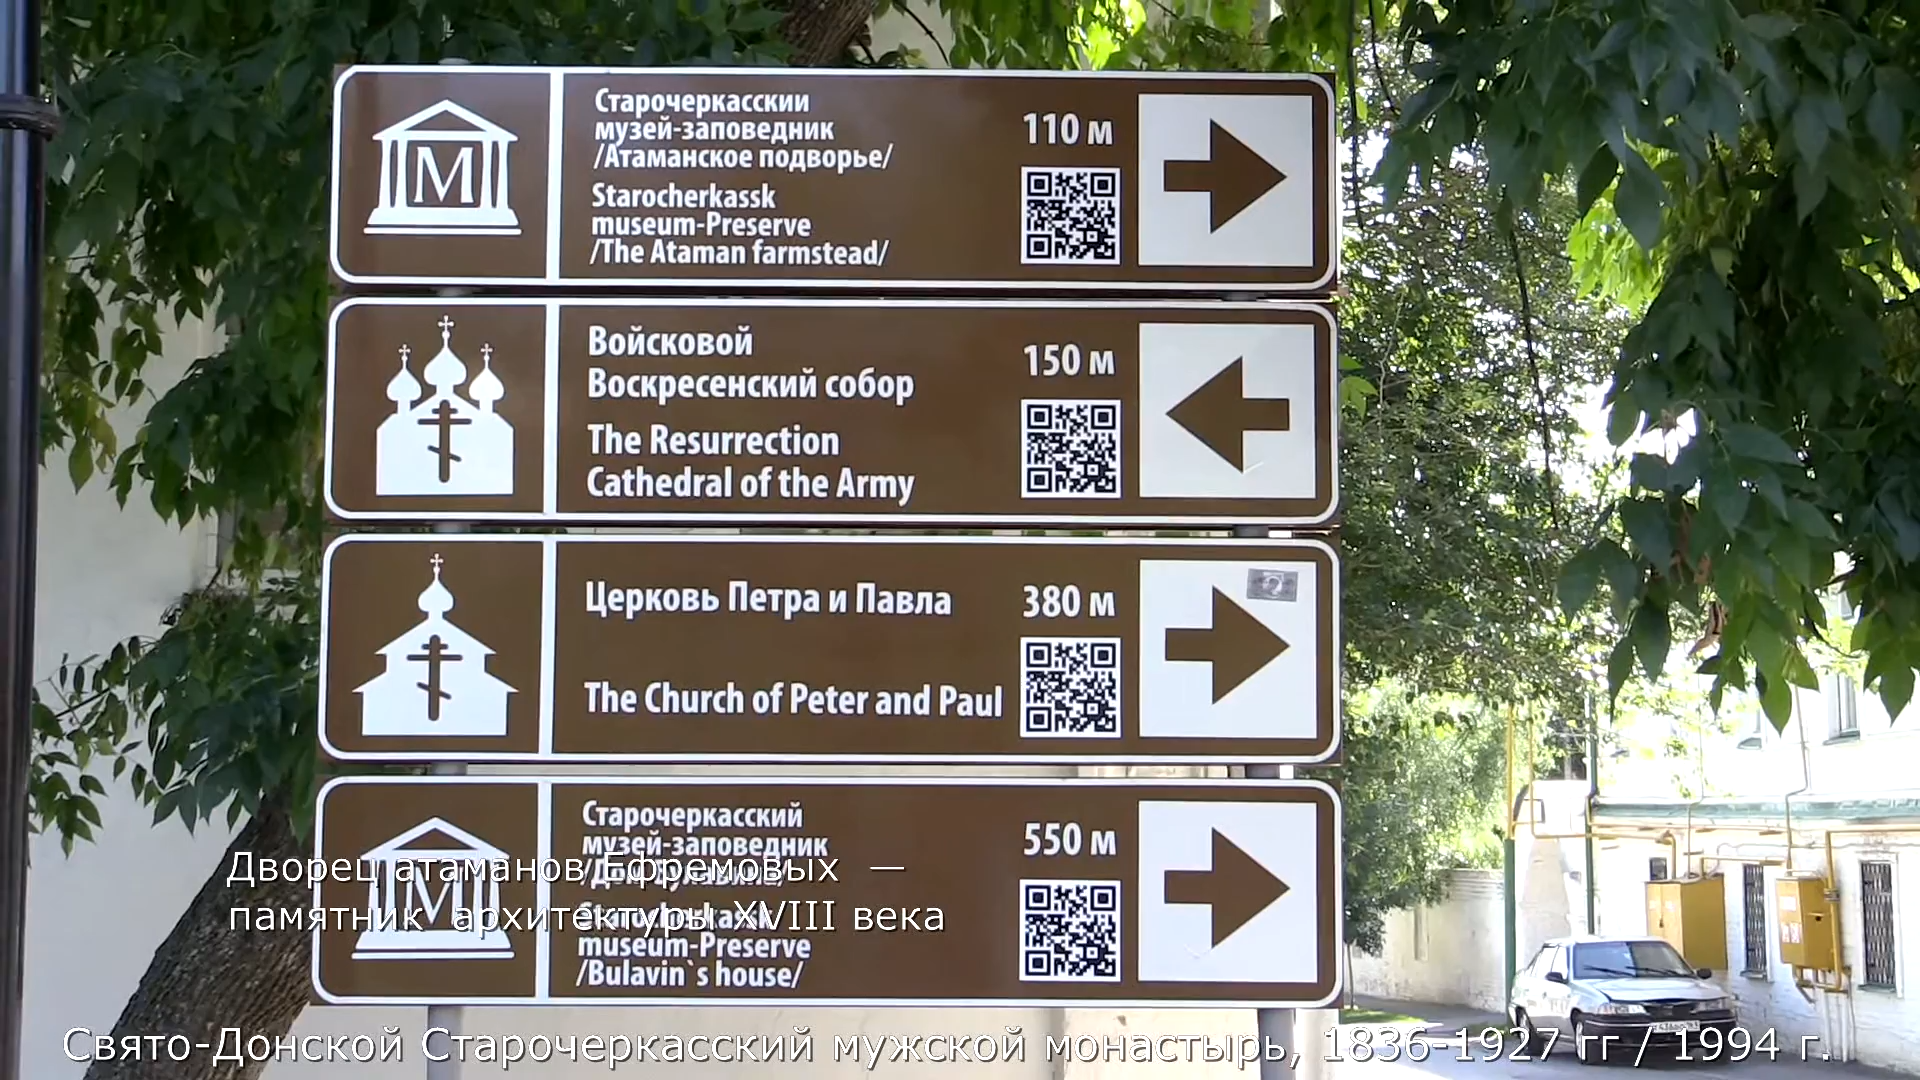 Старочеркасскии
музей-заповедник
/Атаманское подворье/
Starocherkassk
museum-Preserve
/The Ataman farmstead/
110 м
M
Войсковой
Воскресенский собор
The Resurrection
Cathedral of the Army
150 м
Церковь Петра и Павла
The Church of Peter and Paul
380 м
Старочеркасский
музей-заповедник
550 м
M
museum-Preserve
/Bulavin`s house/
Дворец атаманов Ефремовых —
памятник архитектуры XVIII века
Свято-Донской Старочеркасский мужской монастырь, 1836-1927 гг / 1994 г.